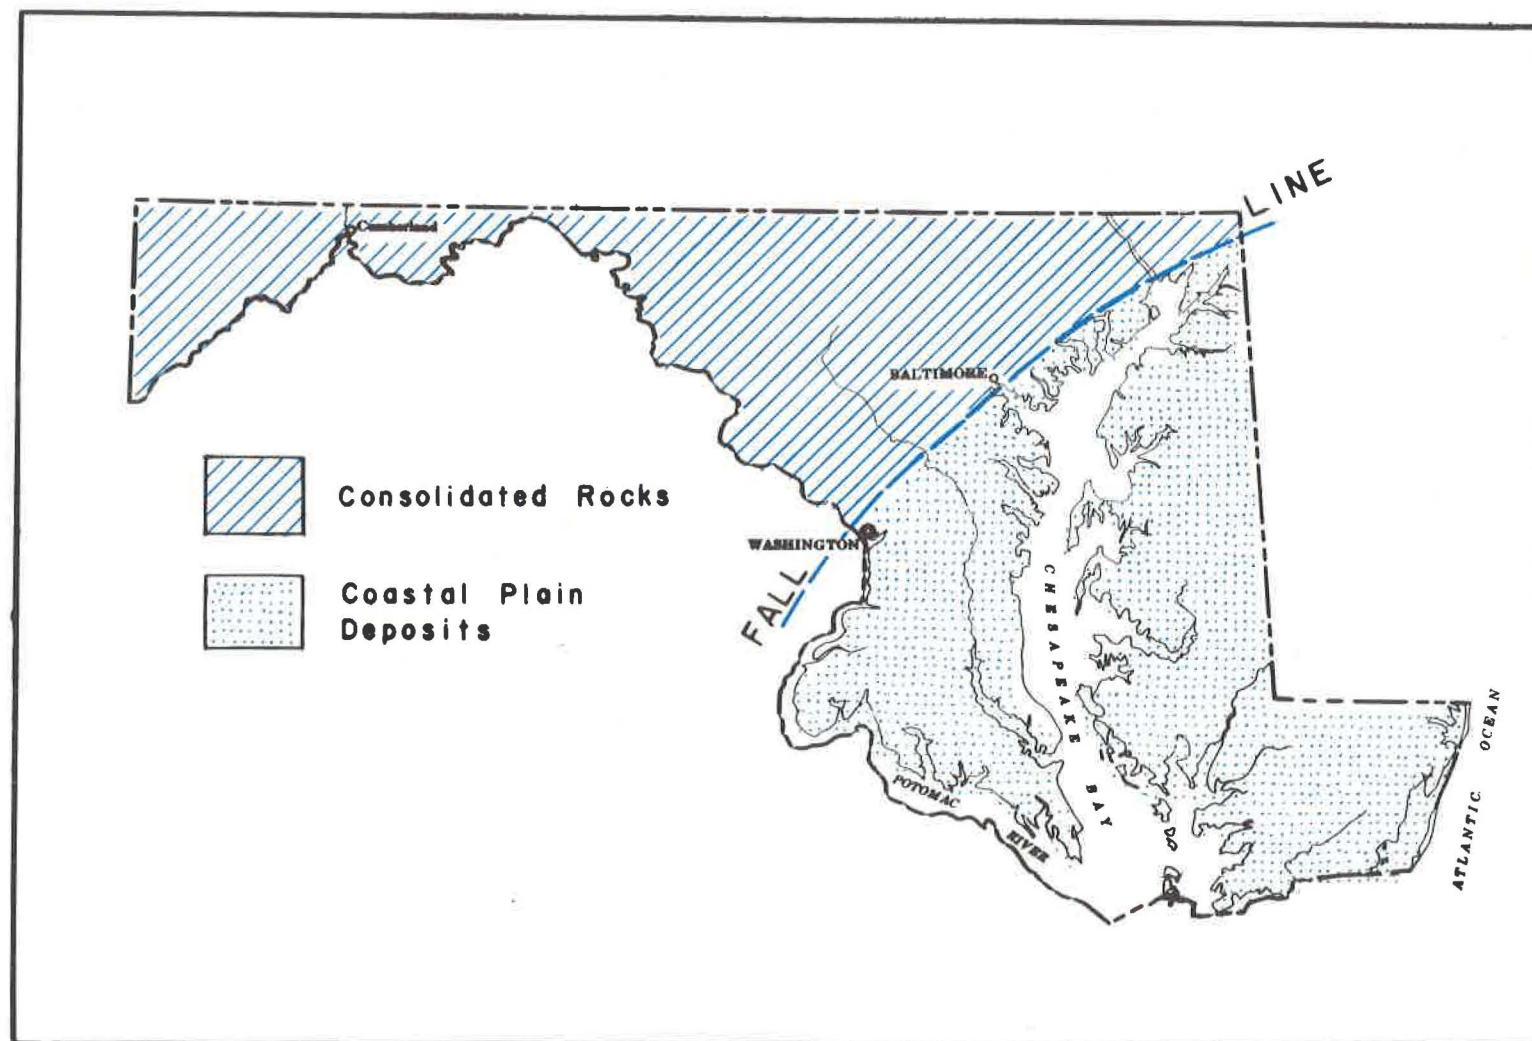 LINE
Cumberland
BALTIMORE
Consolidated Rocks
WASHINGTON
FALL
Coastal Plain
Deposits
CHESAPEAKE BAY
POTOMAC
RIVER
ATLANTIC OCEAN